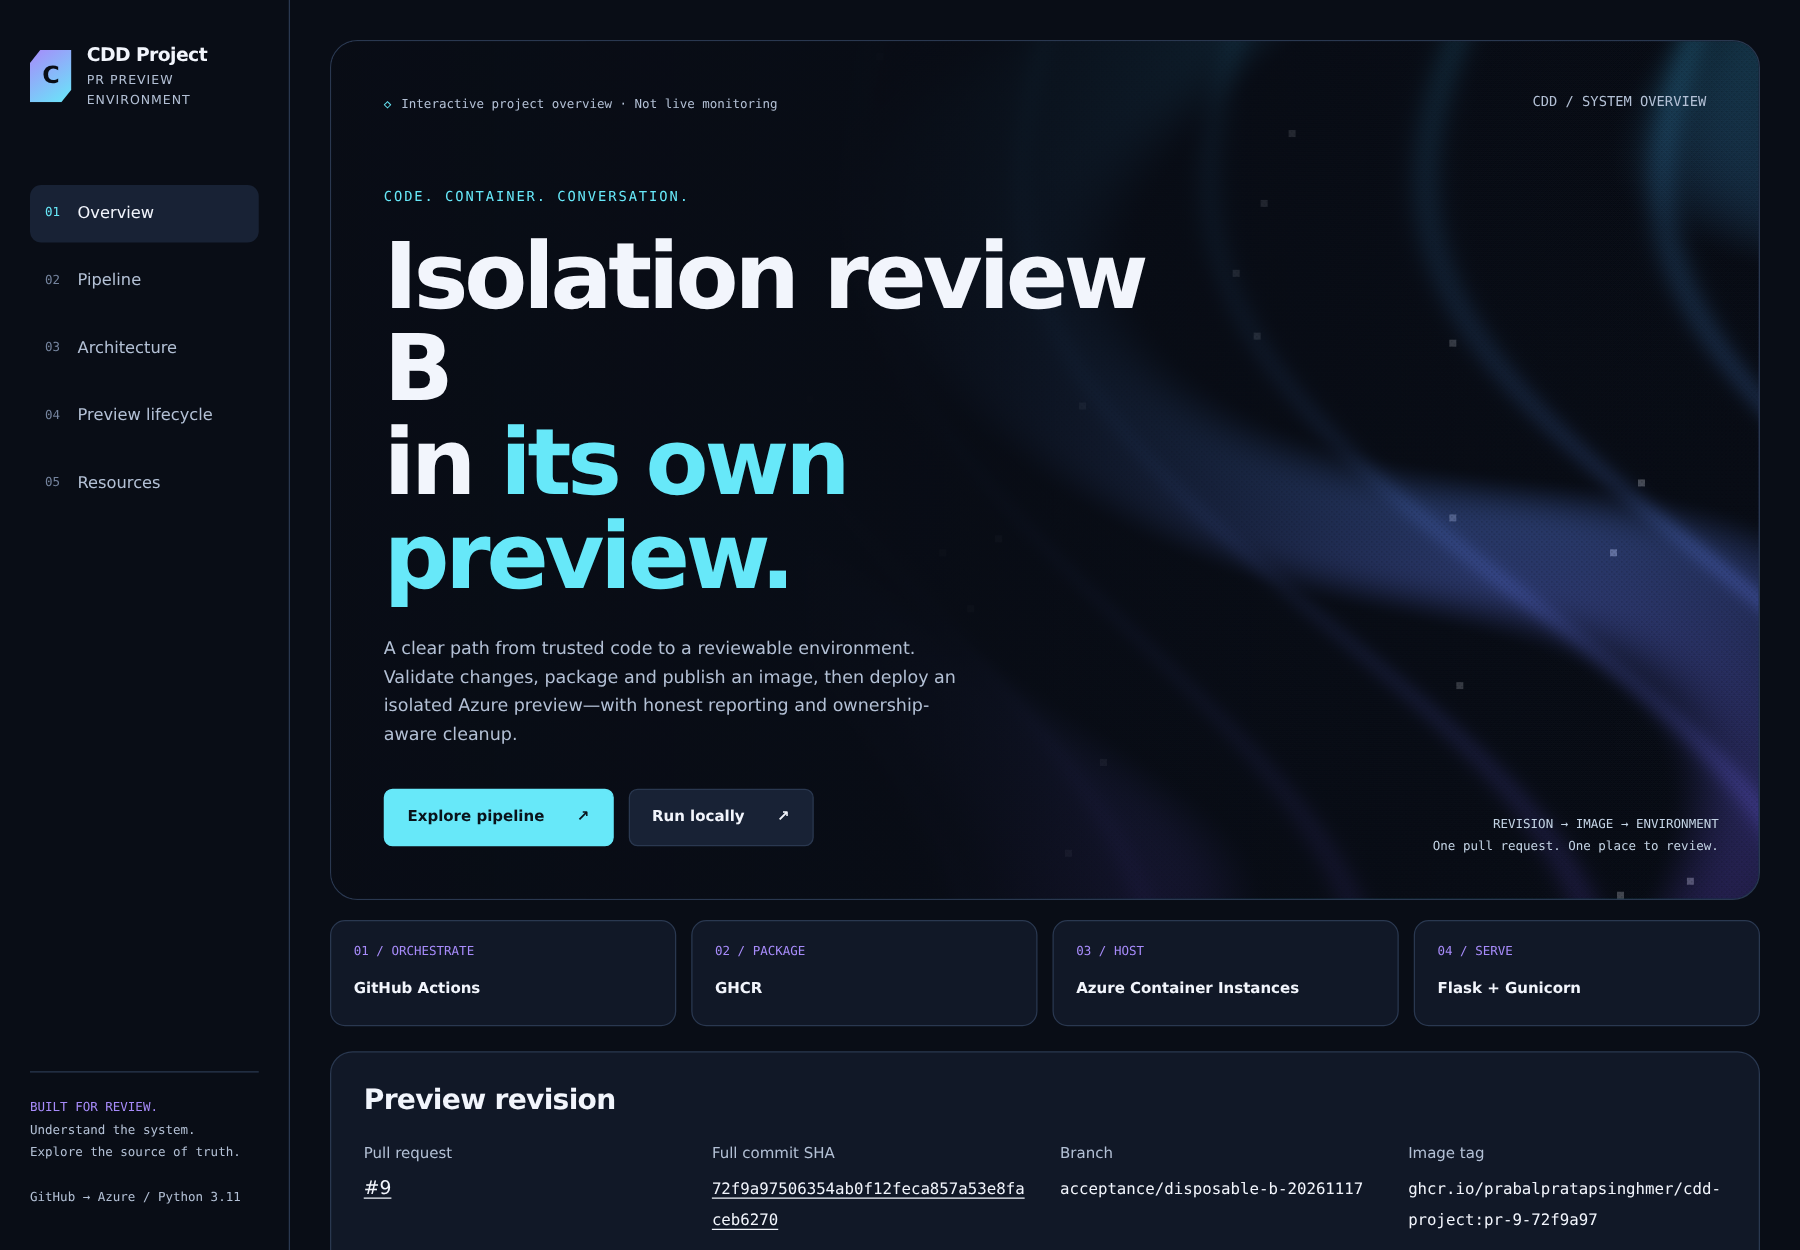 C
CDD Project
PR PREVIEW
ENVIRONMENT
01 Overview
02 Pipeline
03 Architecture
04 Preview lifecycle
05 Resources
BUILT FOR REVIEW.
Understand the system.
Explore the source of truth.
GitHub → Azure / Python 3.11
◇ Interactive project overview · Not live monitoring
CDD / SYSTEM OVERVIEW
CODE. CONTAINER. CONVERSATION.
Isolation review
B
in its own
preview.
A clear path from trusted code to a reviewable environment.
Validate changes, package and publish an image, then deploy an
isolated Azure preview—with honest reporting and ownership-
aware cleanup.
Explore pipeline ↗
Run locally ↗
REVISION → IMAGE → ENVIRONMENT
One pull request. One place to review.
01 / ORCHESTRATE
GitHub Actions
02 / PACKAGE
GHCR
03 / HOST
Azure Container Instances
04 / SERVE
Flask + Gunicorn
Preview revision
Pull request
#9
Full commit SHA
72f9a97506354ab0f12feca857a53e8fa
ceb6270
Branch
acceptance/disposable-b-20261117
Image tag
ghcr.io/prabalpratapsinghmer/cdd-
project:pr-9-72f9a97